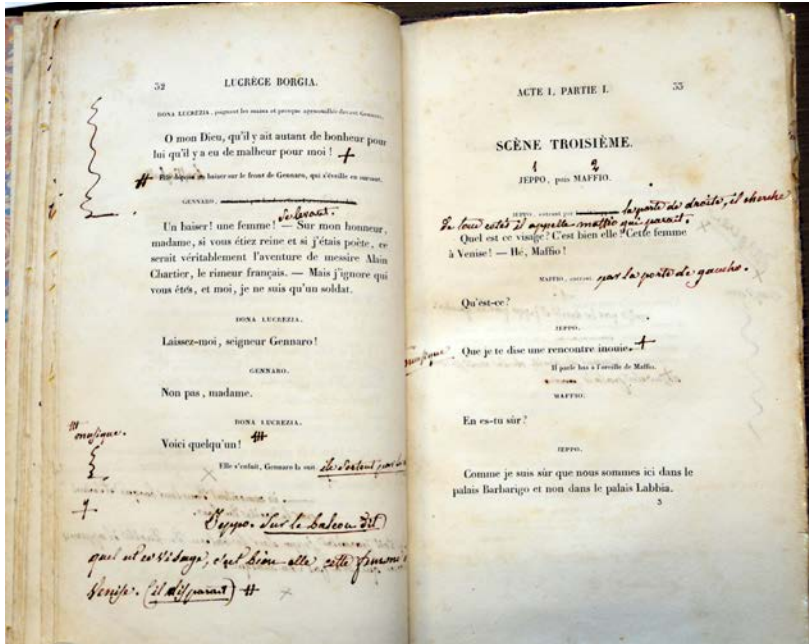 32
LUCRÈCE BORGIA.
DONA LUCREZIA, joignant les mains et presque agenouillée devant Gennaro.
O mon Dieu, qu'il y ait autant de bonheur pour
lui qu'il y a eu de malheur pour moi ! +
# Elle dépose un baiser sur le front de Gennaro, qui s'éveille en sursaut.
GENNARO,
se levant.
Un baiser! une femme! — Sur mon honneur,
madame, si vous étiez reine et si j'étais poète, ce
serait véritablement l'aventure de messire Alain
Chartier, le rimeur français. — Mais j'ignore qui
vous étés, et moi, je ne suis qu'un soldat.
DONA LUCREZIA.
Laissez-moi, seigneur Gennaro!
GENNARO.
Non pas, madame.
DONA LUCREZIA.
musique.
Voici quelqu'un!
Elle s'enfuit, Gennaro la suit. ils sortent par la
Jeppo. Sur le balcon dit
quel est ce visage, c'est bien elle cette femme
Venise. (il disparait) #
ACTE I, PARTIE I.
33
SCÈNE TROISIÈME.
1 2
JEPPO, puis MAFFIO.
JEPPO, entrant par la porte de droite, il cherche
de tous cotés il appelle maffio qui parait.
Quel est ce visage? C'est bien elle! Cette femme
à Venise! — Hé, Maffio!
MAFFIO, entrant par la porte de gauche.
Qu'est-ce?
JEPPO.
musique
Que je te dise une rencontre inouïe. +
Il parle bas à l'oreille de Maffio.
MAFFIO.
En es-tu sûr?
JEPPO.
Comme je suis sûr que nous sommes ici dans le
palais Barbarigo et non dans le palais Labbia.
3